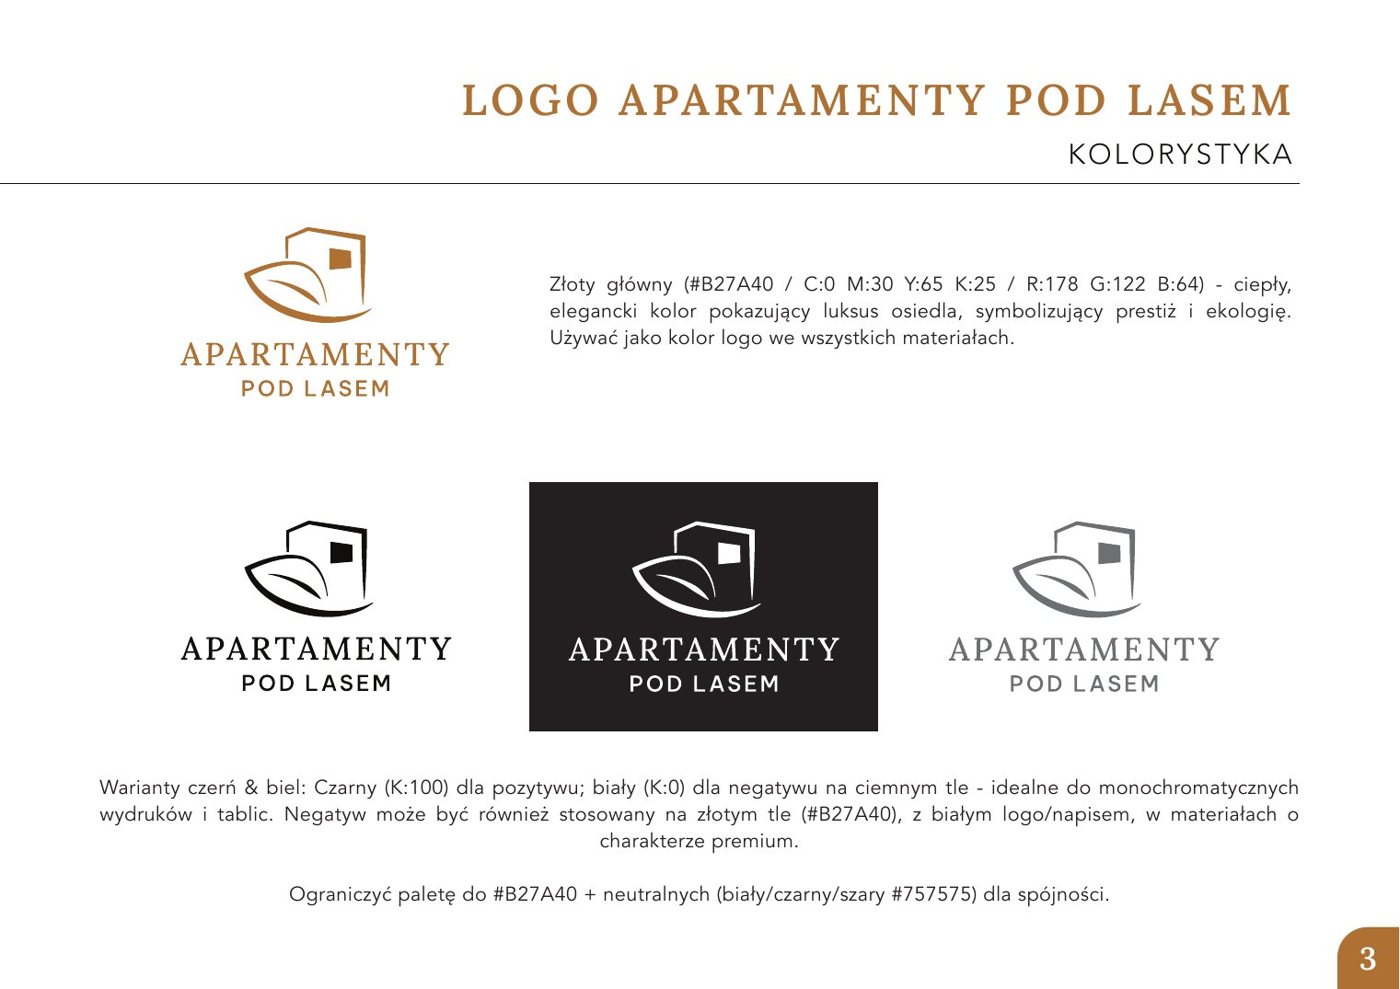 LOGO APARTAMENTY POD LASEM
KOLORYSTYKA
APARTAMENTY
POD LASEM
Złoty główny (#B27A40 / C:0 M:30 Y:65 K:25 / R:178 G:122 B:64) - ciepły,
elegancki kolor pokazujący luksus osiedla, symbolizujący prestiż i ekologię.
Używać jako kolor logo we wszystkich materiałach.
APARTAMENTY
POD LASEM
APARTAMENTY
POD LASEM
APARTAMENTY
POD LASEM
Warianty czerń & biel: Czarny (K:100) dla pozytywu; biały (K:0) dla negatywu na ciemnym tle - idealne do monochromatycznych
wydruków i tablic. Negatyw może być również stosowany na złotym tle (#B27A40), z białym logo/napisem, w materiałach o
charakterze premium.
Ograniczyć paletę do #B27A40 + neutralnych (biały/czarny/szary #757575) dla spójności.
3